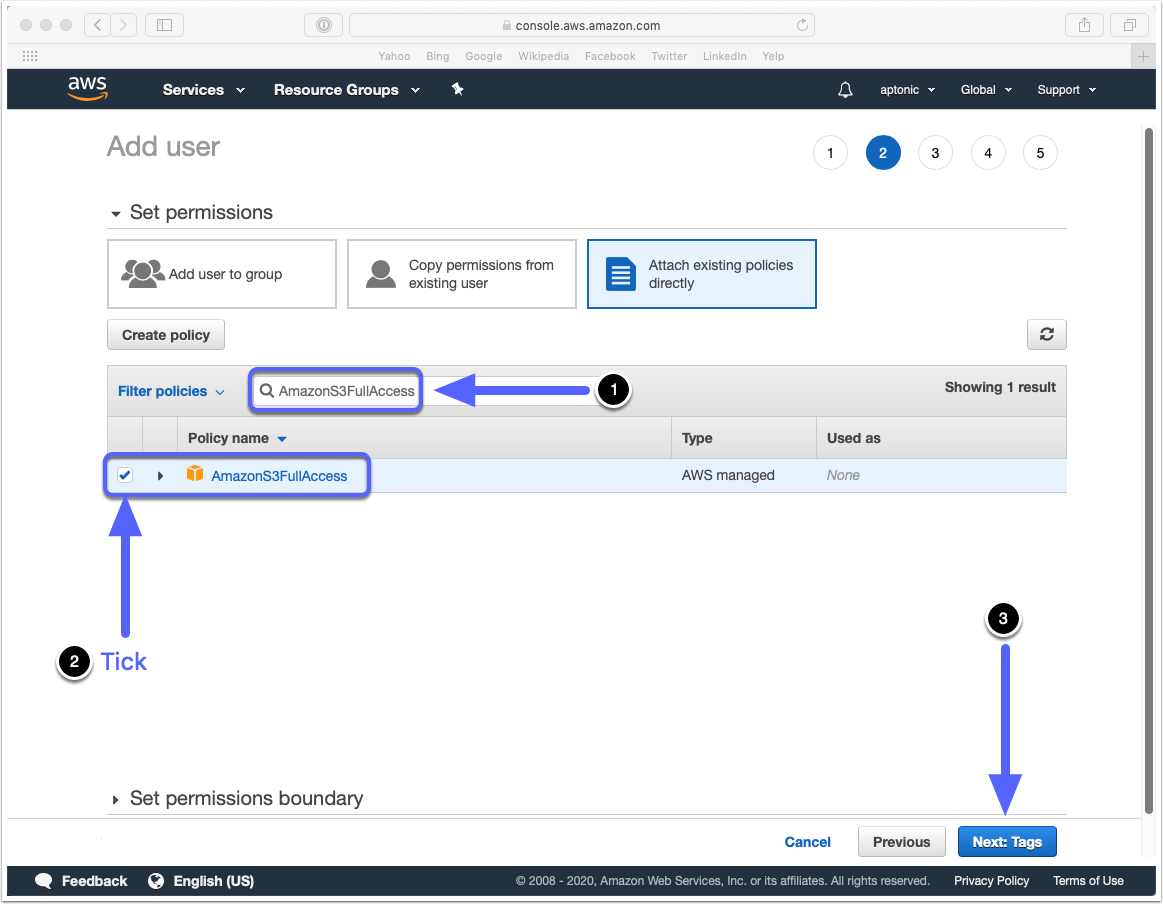 console.aws.amazon.com
Yahoo Bing Google Wikipedia Facebook Twitter LinkedIn Yelp
aws Services Resource Groups aptonic Global Support
Add user
1 2 3 4 5
Set permissions
Add user to group
Copy permissions from
existing user
Attach existing policies
directly
Create policy
Filter policies AmazonS3FullAccess 1 Showing 1 result
Policy name Type Used as
AmazonS3FullAccess AWS managed None
3
2 Tick
Set permissions boundary
Cancel Previous Next: Tags
Feedback English (US) © 2008 - 2020, Amazon Web Services, Inc. or its affiliates. All rights reserved. Privacy Policy Terms of Use